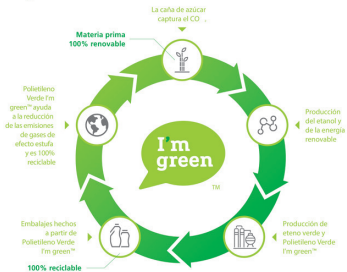 La caña de azúcar
captura el CO  .
Materia prima
100% renovable
Producción
del etanol y
de la energía
renovable
Producción de
eteno verde y
Polietileno Verde
I'm green™
Embalajes hechos
a partir de
Polietileno Verde
I'm green™
100% reciclable
Polietileno
Verde I'm
green™ ayuda
a la reducción
de las emisiones
de gases de
efecto estufa
y es 100%
reciclable
I'm
green
TM